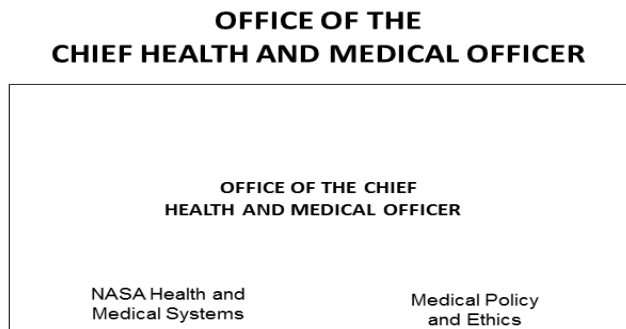 OFFICE OF THE
CHIEF HEALTH AND MEDICAL OFFICER
OFFICE OF THE CHIEF
HEALTH AND MEDICAL OFFICER
NASA Health and
Medical Systems
Medical Policy
and Ethics